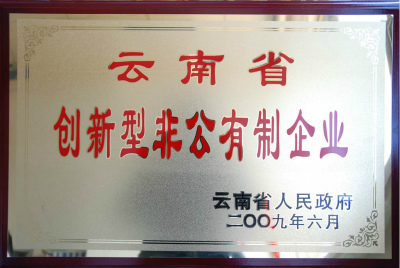 云南省
创新型非公有制企业
云南省人民政府
二〇〇九年六月